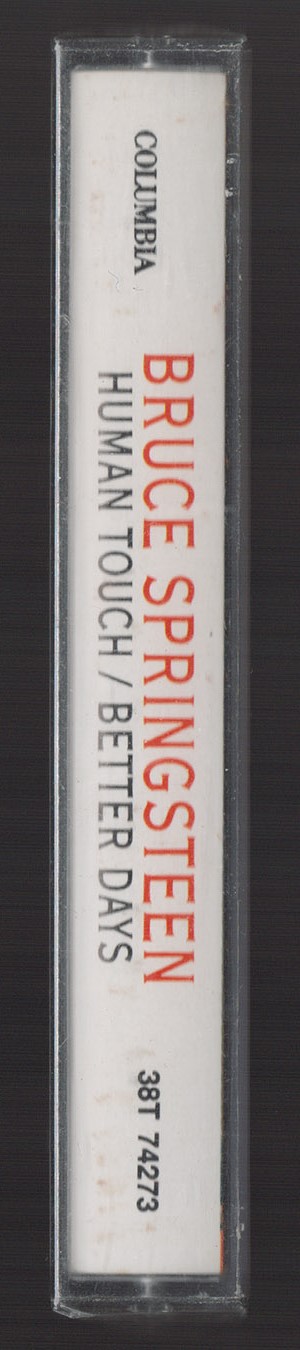 COLUMBIA
BRUCE SPRINGSTEEN
HUMAN TOUCH / BETTER DAYS
38T 74273